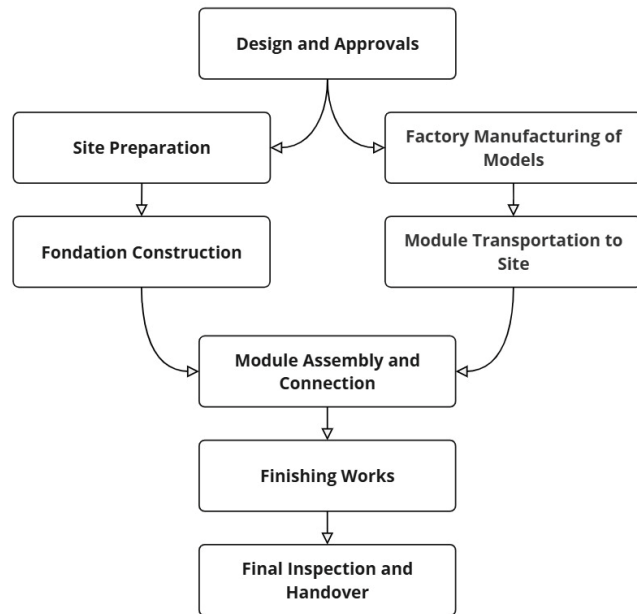 Design and Approvals
Site Preparation
Factory Manufacturing of
Models
Fondation Construction
Module Transportation to
Site
Module Assembly and
Connection
Finishing Works
Final Inspection and
Handover